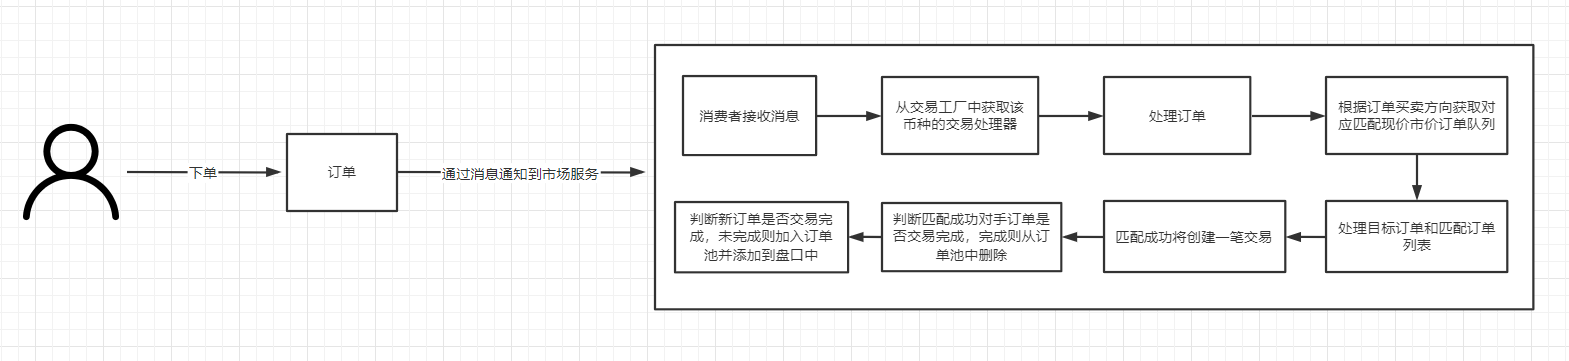 下单
订单
通过消息通知到市场服务
消费者接收消息
从交易工厂中获取该
币种的交易处理器
处理订单
根据订单买卖方向获取对
应匹配现价市价订单队列
处理目标订单和匹配订单
列表
匹配成功将创建一笔交易
判断匹配成功对手订单是
否交易完成，完成则从订
单池中删除
判断新订单是否交易完
成，未完成则加入订单
池并添加到盘口中